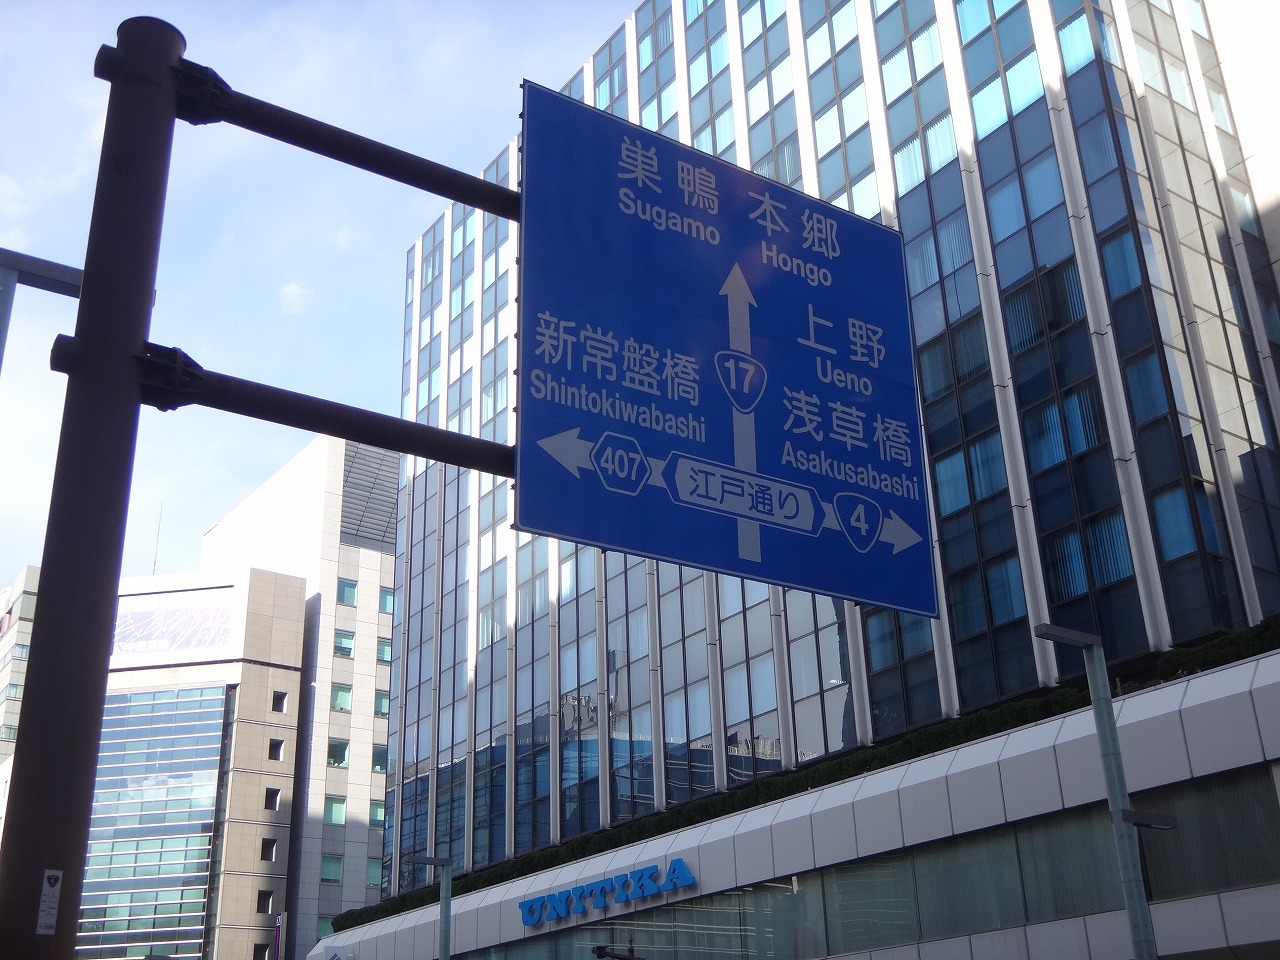 巣鴨 本郷
Sugamo Hongo
上野
Ueno
新常盤橋
Shintokiwabashi
17
浅草橋
Asakusabashi
407 江戸通り 4
UNITIKA